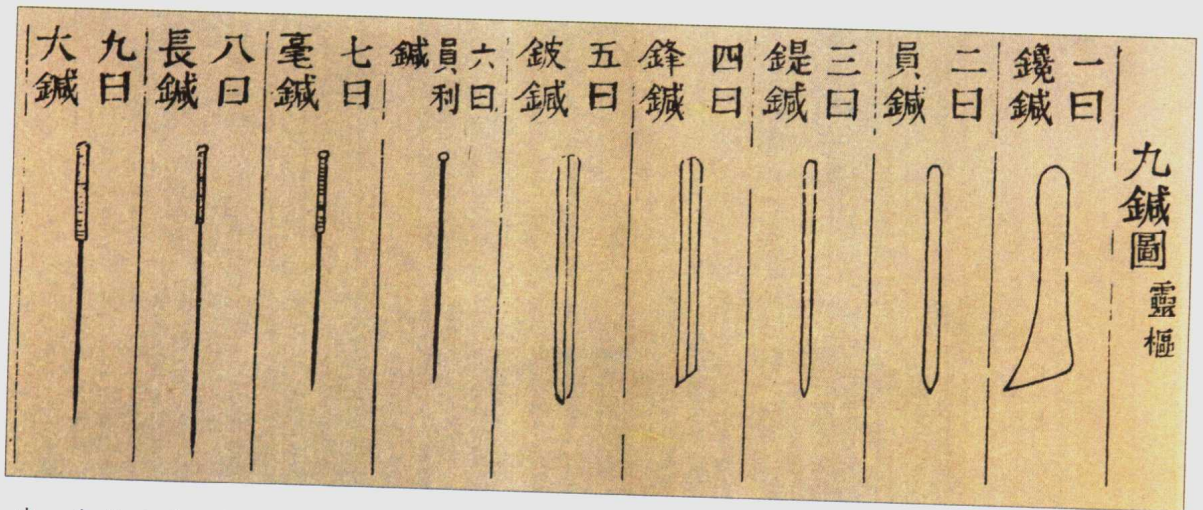 九鍼圖 靈樞
一曰鑱鍼
二曰員鍼
三曰鍉鍼
四曰鋒鍼
五曰鈹鍼
六曰員利鍼
七曰毫鍼
八曰長鍼
九曰大鍼